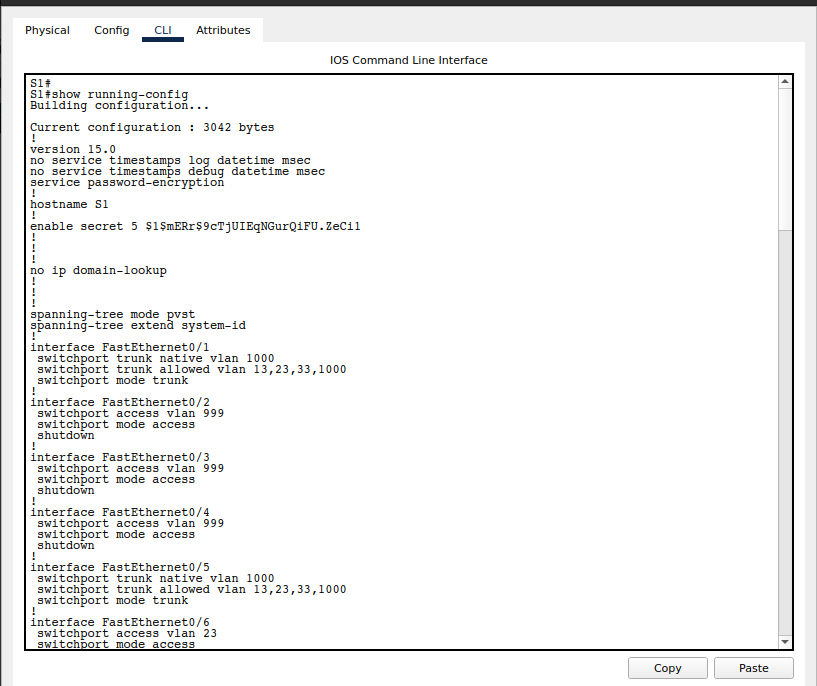 Physical Config CLI Attributes
IOS Command Line Interface
S1#
S1#show running-config
Building configuration...
Current configuration : 3042 bytes
!
version 15.0
no service timestamps log datetime msec
no service timestamps debug datetime msec
service password-encryption
!
hostname S1
!
enable secret 5 $1$mERr$9cTjUIEqNGurQiFU.ZeCi1
!
!
!
no ip domain-lookup
!
!
!
spanning-tree mode pvst
spanning-tree extend system-id
!
interface FastEthernet0/1
 switchport trunk native vlan 1000
 switchport trunk allowed vlan 13,23,33,1000
 switchport mode trunk
!
interface FastEthernet0/2
 switchport access vlan 999
 switchport mode access
 shutdown
!
interface FastEthernet0/3
 switchport access vlan 999
 switchport mode access
 shutdown
!
interface FastEthernet0/4
 switchport access vlan 999
 switchport mode access
 shutdown
!
interface FastEthernet0/5
 switchport trunk native vlan 1000
 switchport trunk allowed vlan 13,23,33,1000
 switchport mode trunk
!
interface FastEthernet0/6
 switchport access vlan 23
 switchport mode access
Copy Paste